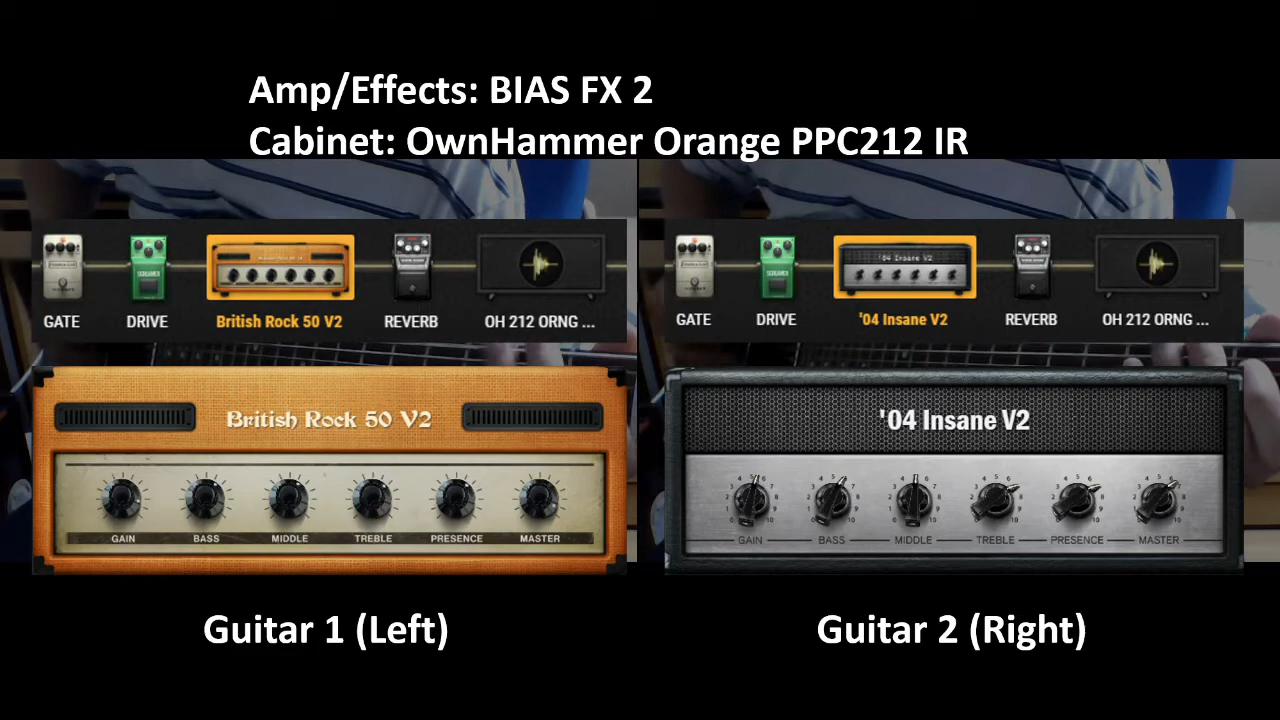 Amp/Effects: BIAS FX 2
Cabinet: OwnHammer Orange PPC212 IR
GATE DRIVE British Rock 50 V2 REVERB OH 212 ORNG ...
GATE DRIVE '04 Insane V2 REVERB OH 212 ORNG ...
British Rock 50 V2
GAIN BASS MIDDLE TREBLE PRESENCE MASTER
'04 Insane V2
GAIN BASS MIDDLE TREBLE PRESENCE MASTER
Guitar 1 (Left)
Guitar 2 (Right)